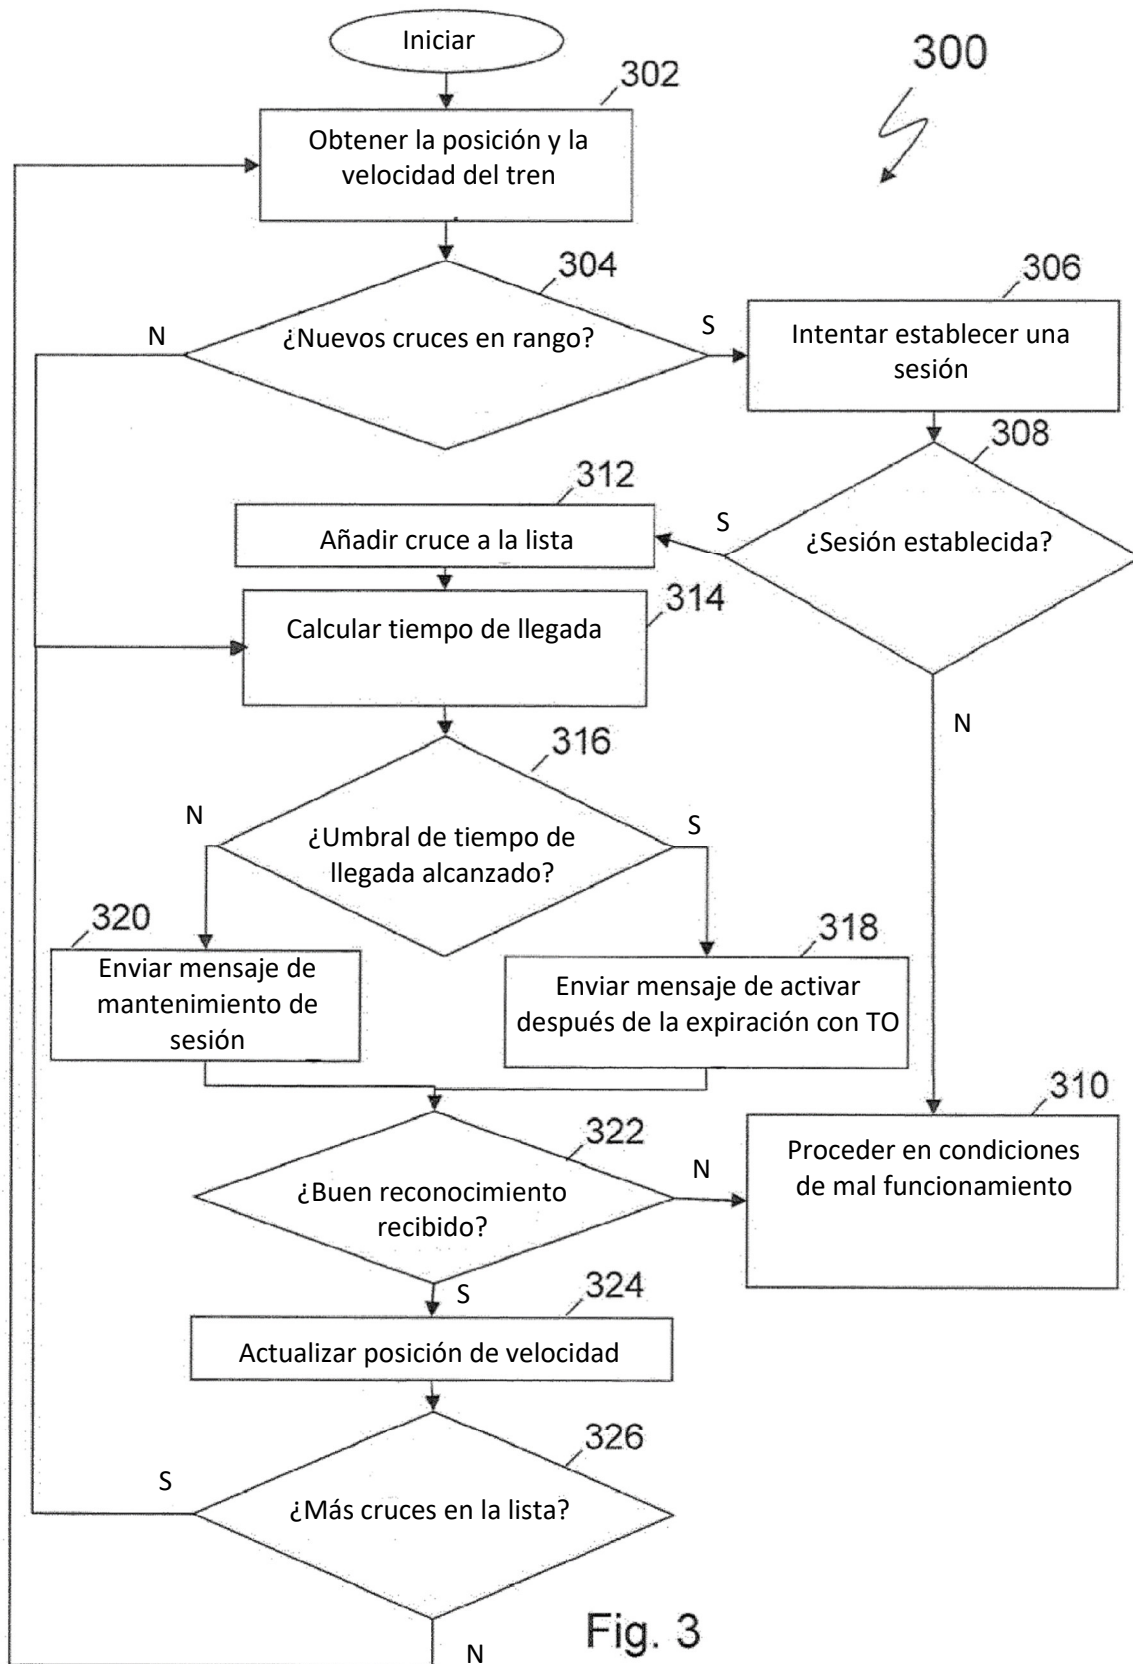 Iniciar
300
302
Obtener la posición y la
velocidad del tren
304
306
N
¿Nuevos cruces en rango?
S
Intentar establecer una
sesión
308
312
S
Añadir cruce a la lista
¿Sesión establecida?
314
Calcular tiempo de llegada
N
316
N
S
¿Umbral de tiempo de
llegada alcanzado?
320
318
Enviar mensaje de
mantenimiento de
sesión
Enviar mensaje de activar
después de la expiración con TO
310
322
N
Proceder en condiciones
de mal funcionamiento
¿Buen reconocimiento
recibido?
S
324
Actualizar posición de velocidad
326
S
¿Más cruces en la lista?
Fig. 3
N